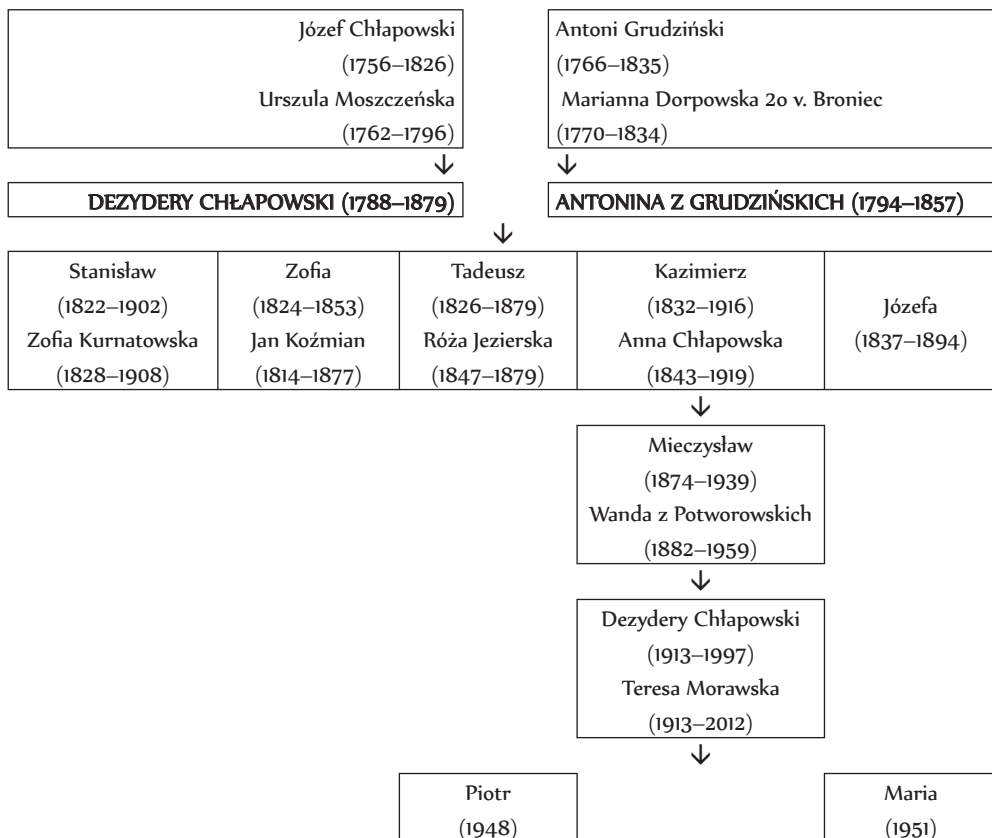 Józef Chłapowski
(1756–1826)
Urszula Moszczeńska
(1762–1796)
Antoni Grudziński
(1766–1835)
Marianna Dorpowska 2o v. Broniec
(1770–1834)
DEZYDERY CHŁAPOWSKI (1788–1879)
ANTONINA Z GRUDZIŃSKICH (1794–1857)
Stanisław
(1822–1902)
Zofia Kurnatowska
(1828–1908)
Zofia
(1824–1853)
Jan Koźmian
(1814–1877)
Tadeusz
(1826–1879)
Róża Jezierska
(1847–1879)
Kazimierz
(1832–1916)
Anna Chłapowska
(1843–1919)
Józefa
(1837–1894)
Mieczysław
(1874–1939)
Wanda z Potworowskich
(1882–1959)
Dezydery Chłapowski
(1913–1997)
Teresa Morawska
(1913–2012)
Piotr
(1948)
Maria
(1951)